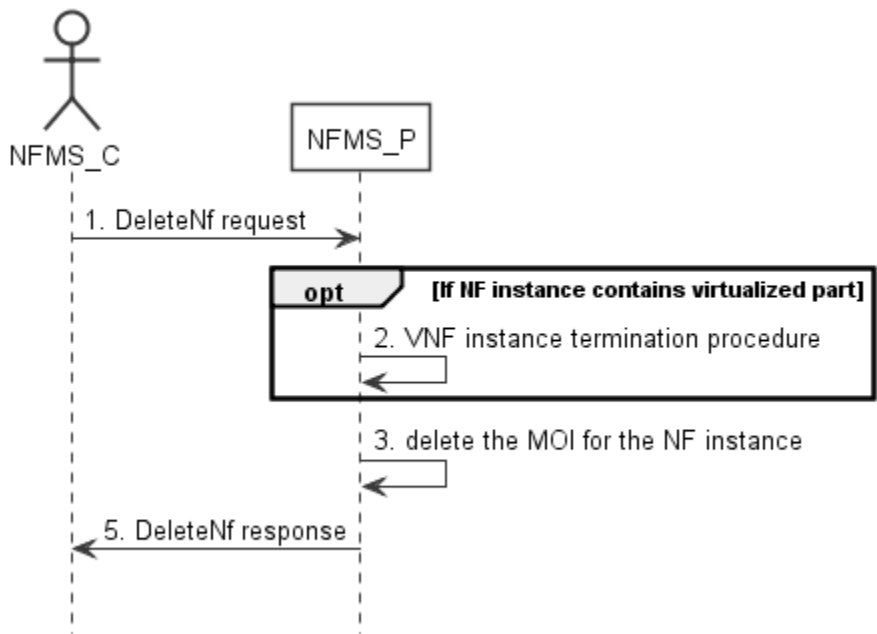 NFMS_C
NFMS_P
1. DeleteNf request
opt
[If NF instance contains virtualized part]
2. VNF instance termination procedure
3. delete the MOI for the NF instance
5. DeleteNf response